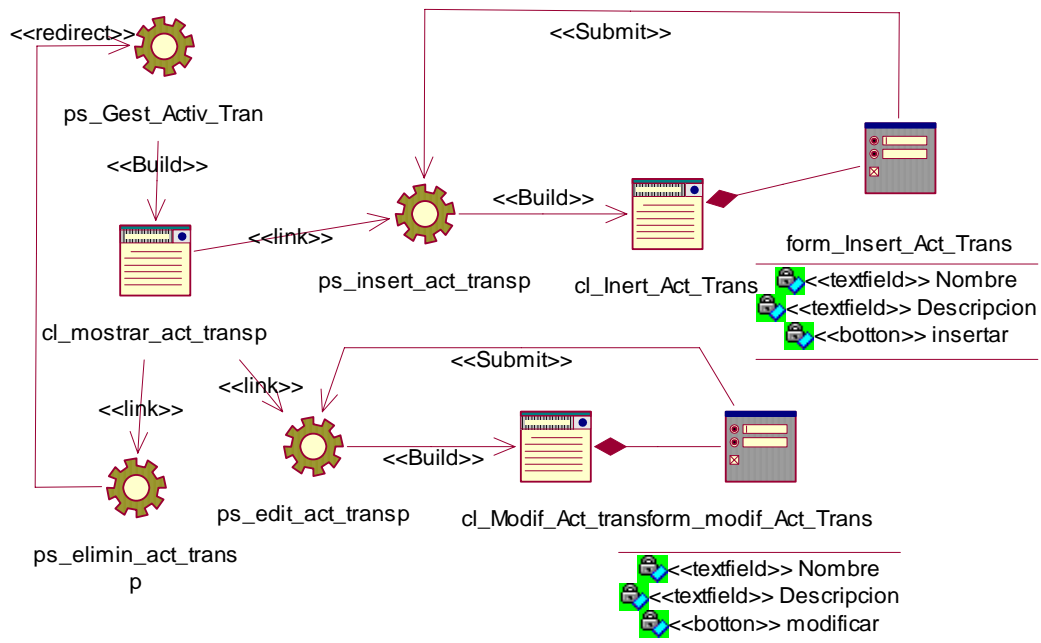 <<redirect>>
<<Submit>>
ps_Gest_Activ_Tran
<<Build>>
<<Build>>
<<link>>
form_Insert_Act_Trans
ps_insert_act_transp
cl_Inert_Act_Trans
<<textfield>> Nombre
<<textfield>> Descripcion
<<botton>> insertar
cl_mostrar_act_transp
<<Submit>>
<<link>>
<<link>>
<<Build>>
ps_edit_act_transp
cl_Modif_Act_transform_modif_Act_Trans
ps_elimin_act_trans
p
<<textfield>> Nombre
<<textfield>> Descripcion
<<botton>> modificar